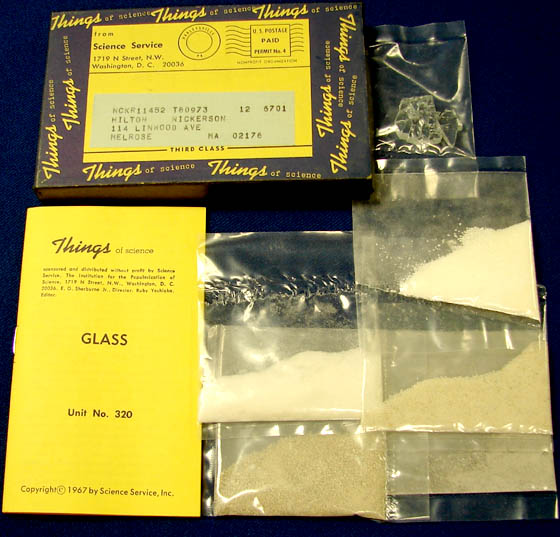 Things of science
Things of science
Things of science
Things of science
from
Science Service
1719 N Street, N.W.
Washington, D. C. 20036
U. S. POSTAGE
PAID
PERMIT No. 4
NONPROFIT ORGANIZATION
12 6701
HILTON NICKERSON
114 LINWOOD AVE
MELROSE MA 02176
THIRD CLASS
Things of science
Things of science
Things of science
Things of science
Things of science
sponsored and distributed without profit by Science
Service. The Institution for the Popularization of
Science, 1719 N Street, N.W., Washington, D. C.
20036. E. G. Sherburne Jr., Director. Ruby Yoshioka,
Editor.
GLASS
Unit No. 320
Copyright © 1967 by Science Service, Inc.